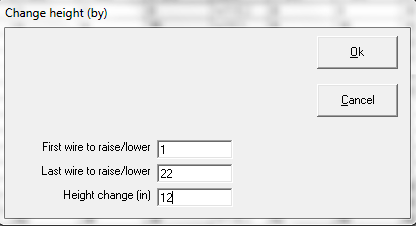 Change height (by)
Ok
Cancel
First wire to raise/lower 1
Last wire to raise/lower 22
Height change (in) 12